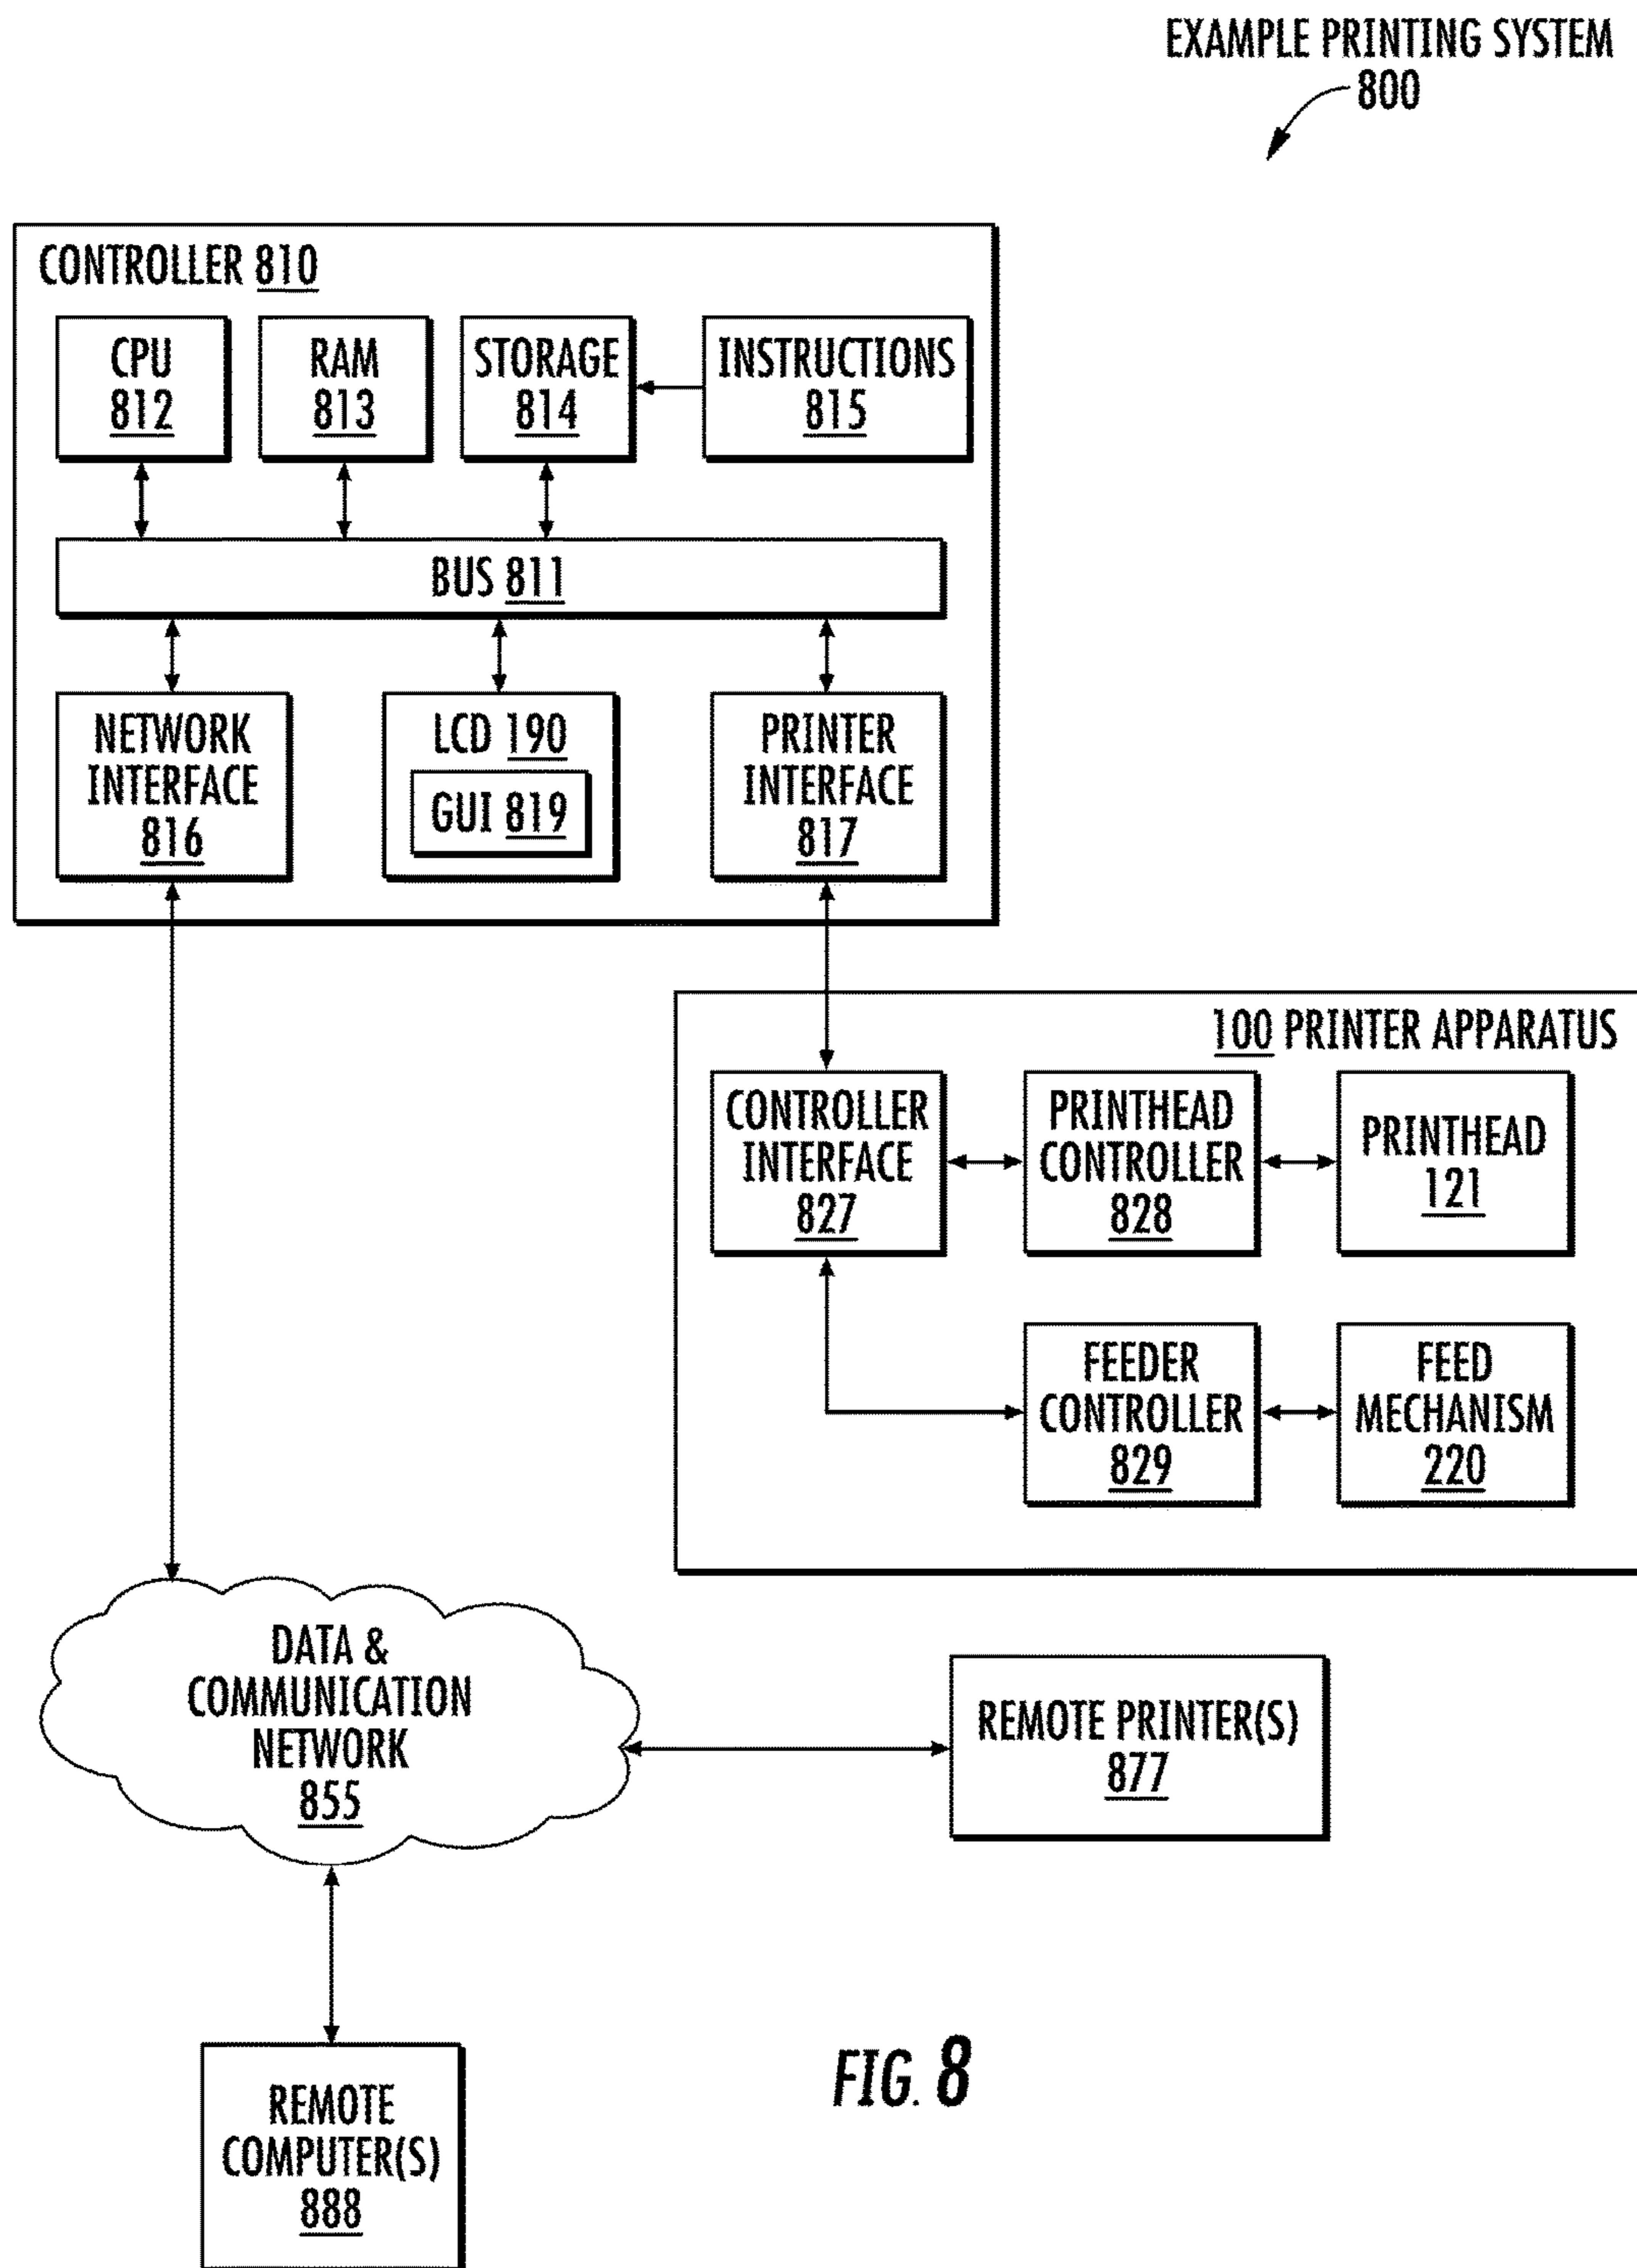 EXAMPLE PRINTING SYSTEM
800
CONTROLLER 810
CPU
812
RAM
813
STORAGE
814
INSTRUCTIONS
815
BUS 811
NETWORK
INTERFACE
816
LCD 190
GUI 819
PRINTER
INTERFACE
817
100 PRINTER APPARATUS
CONTROLLER
INTERFACE
827
PRINTHEAD
CONTROLLER
828
PRINTHEAD
121
FEEDER
CONTROLLER
829
FEED
MECHANISM
220
DATA &
COMMUNICATION
NETWORK
855
REMOTE PRINTER(S)
877
REMOTE
COMPUTER(S)
888
FIG. 8